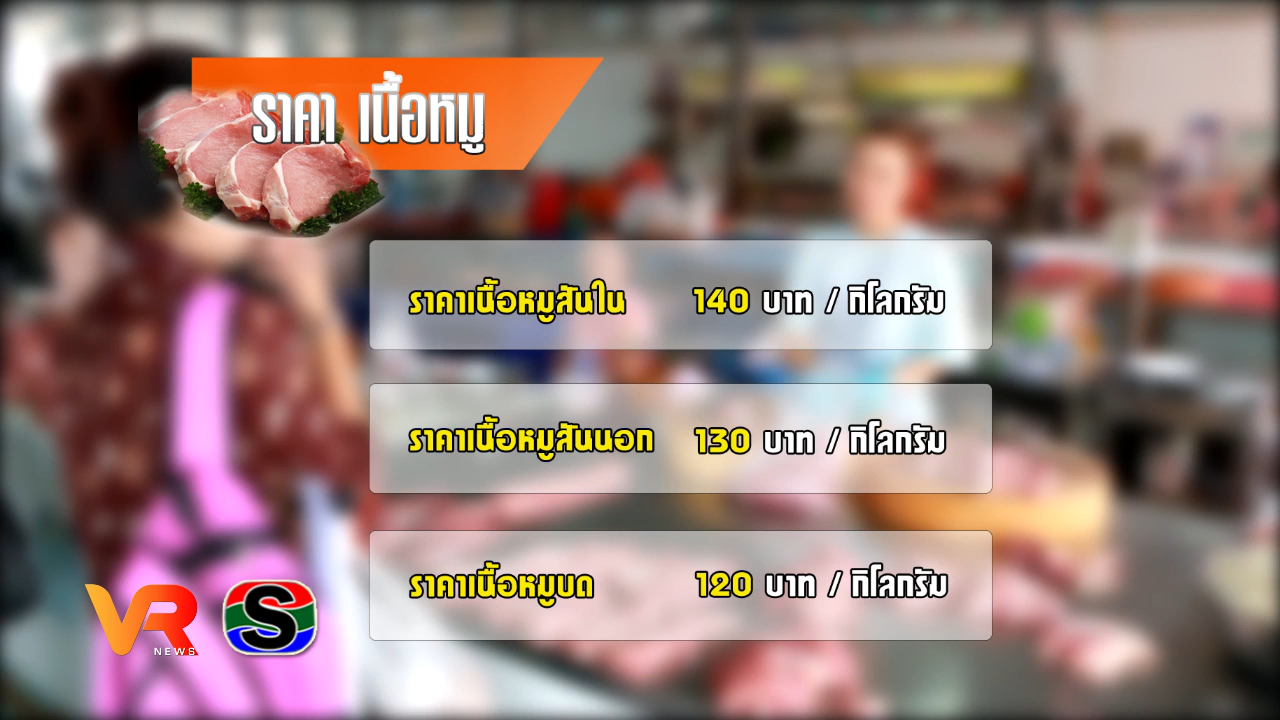 ราคา เนื้อหมู
ราคาเนื้อหมูสันใน 140 บาท / กิโลกรัม
ราคาเนื้อหมูสันนอก 130 บาท / กิโลกรัม
ราคาเนื้อหมูบด 120 บาท / กิโลกรัม
VR S
NEWS